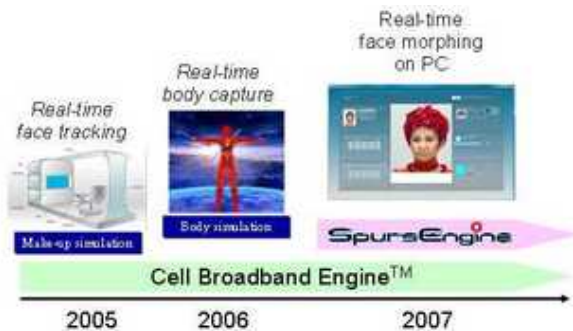 Real-time
face morphing
on PC
Real-time
body capture
Real-time
face tracking
Make-up simulation
Body simulation
SpursEngine
Cell Broadband Engine™
2005
2006
2007